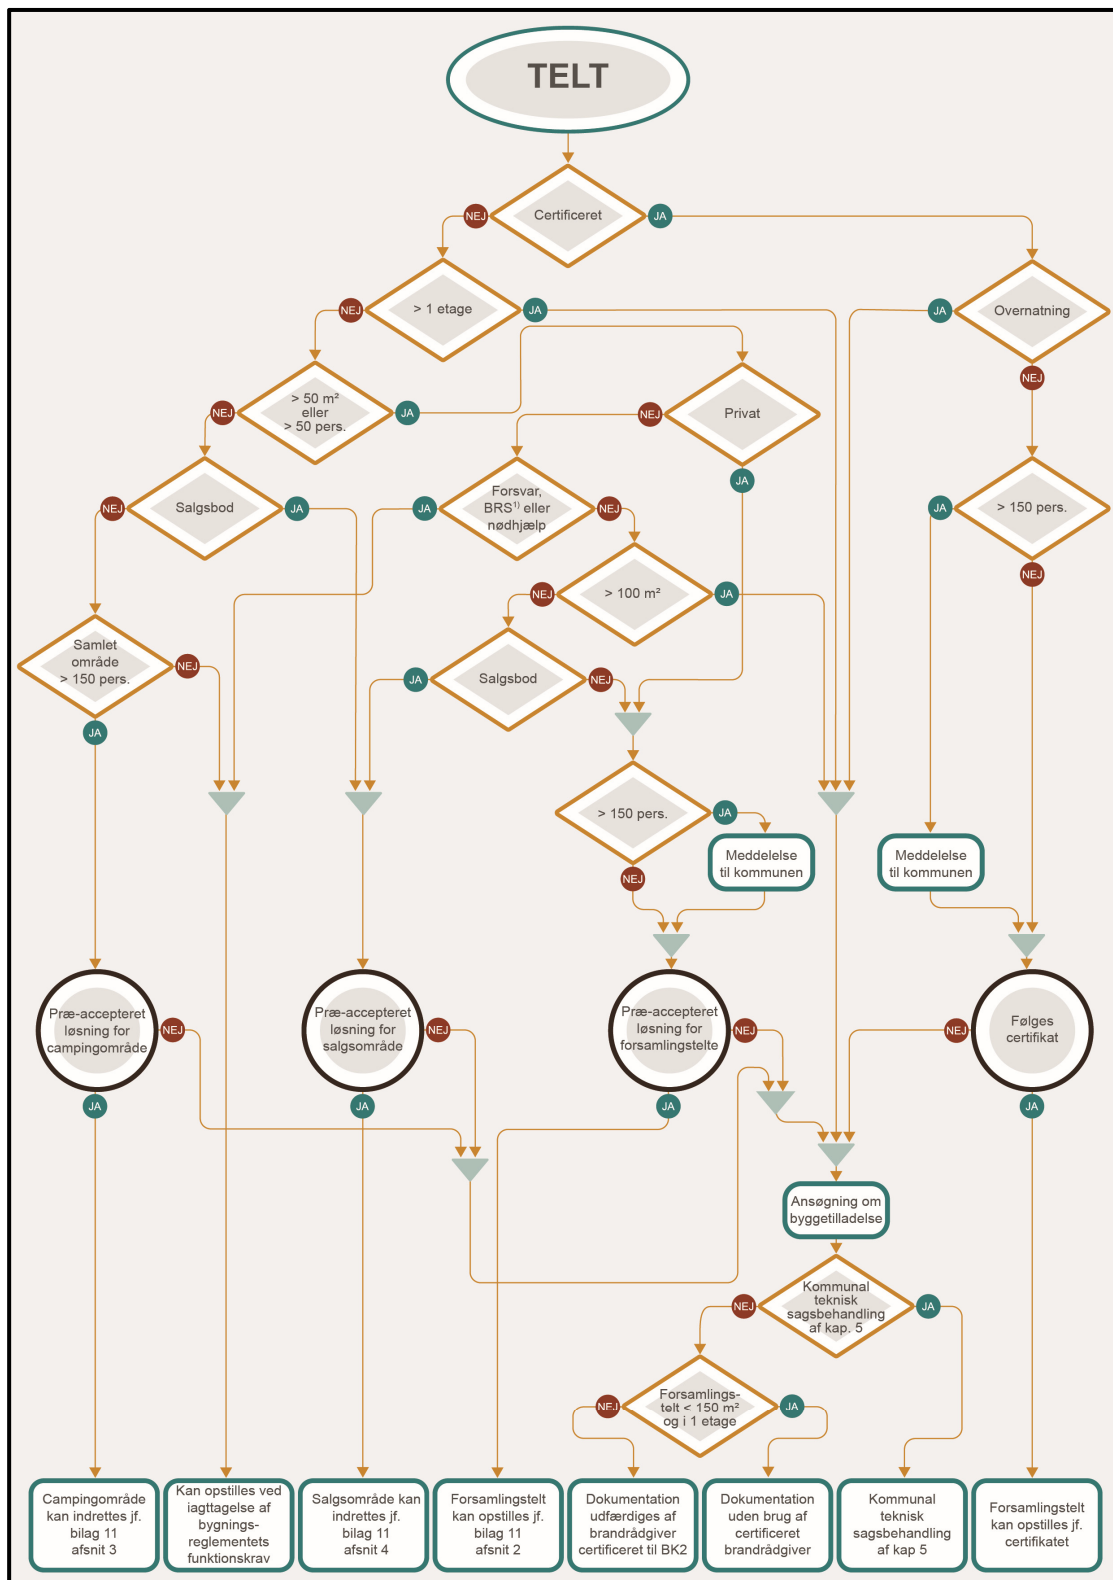 TELT
Certificeret
NEJ
JA
> 1 etage
NEJ
JA
Overnatning
JA
NEJ
> 50 m²
eller
> 50 pers.
NEJ
JA
Privat
NEJ
JA
Salgsbod
NEJ
JA
Forsvar,
BRS¹⁾ eller
nødhjælp
JA
NEJ
> 150 pers.
JA
NEJ
> 100 m²
NEJ
JA
Samlet
område
> 150 pers.
NEJ
JA
Salgsbod
JA
NEJ
> 150 pers.
JA
NEJ
Meddelelse
til kommunen
Meddelelse
til kommunen
Præ-accepteret
løsning for
campingområde
NEJ
JA
Præ-accepteret
løsning for
salgsområde
NEJ
JA
Præ-accepteret
løsning for
forsamlingstelte
NEJ
JA
Følges
certifikat
NEJ
JA
Ansøgning om
byggetilladelse
Kommunal
teknisk
sagsbehandling
af kap. 5
NEJ
JA
Forsamlings-
telt < 150 m²
og i 1 etage
NEJ
JA
Campingområde
kan indrettes jf.
bilag 11
afsnit 3
Kan opstilles ved
iagttagelse af
bygnings-
reglementets
funktionskrav
Salgsområde kan
indrettes jf.
bilag 11
afsnit 4
Forsamlingstelt
kan opstilles jf.
bilag 11
afsnit 2
Dokumentation
udfærdiges af
brandrådgiver
certificeret til BK2
Dokumentation
uden brug af
certificeret
brandrådgiver
Kommunal
teknisk
sagsbehandling
af kap 5
Forsamlingstelt
kan opstilles jf.
certifikatet